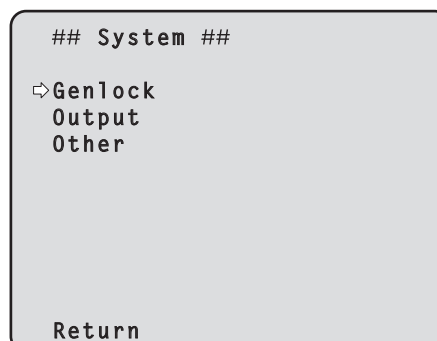 ## System ##
⇨Genlock
Output
Other
Return